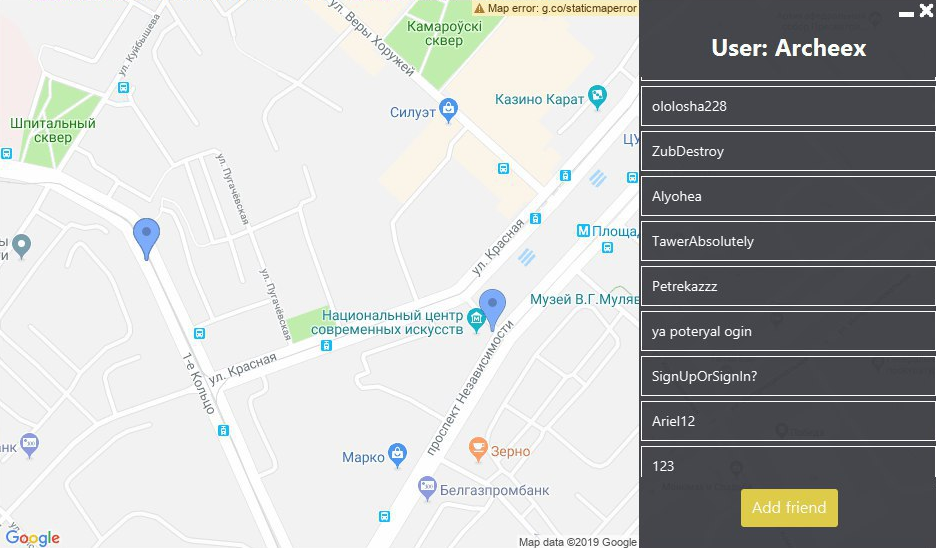 Map error: g.co/staticmaperror
ул. Куйбышева
ул. Веры Хоружей
Камароўскі
сквер
Шпитальный
сквер
Силуэт
Казино Карат
ЦУ
ул. Пугачёвская
ул. Красная
М Площад
ы
и
ул. Пугачёвская
Национальный центр
современных искусств
Музей В.Г.Муляв
1-е Кольцо
ул. Красная
проспект Независимости
нк
Марко
Зерно
Белгазпромбанк
Google
Map data ©2019 Google
User: Archeex
ololosha228
ZubDestroy
Alyohea
TawerAbsolutely
Petrekazzz
ya poteryal ogin
SignUpOrSignIn?
Ariel12
123
Add friend